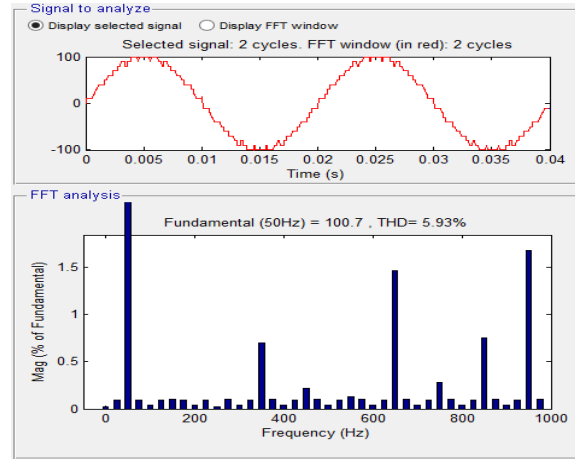 Signal to analyze
Display selected signal Display FFT window
Selected signal: 2 cycles. FFT window (in red): 2 cycles
100
0
-100
0 0.005 0.01 0.015 0.02 0.025 0.03 0.035 0.04
Time (s)
FFT analysis
Fundamental (50Hz) = 100.7 , THD= 5.93%
Mag (% of Fundamental)
1.5
1
0.5
0
0 200 400 600 800 1000
Frequency (Hz)